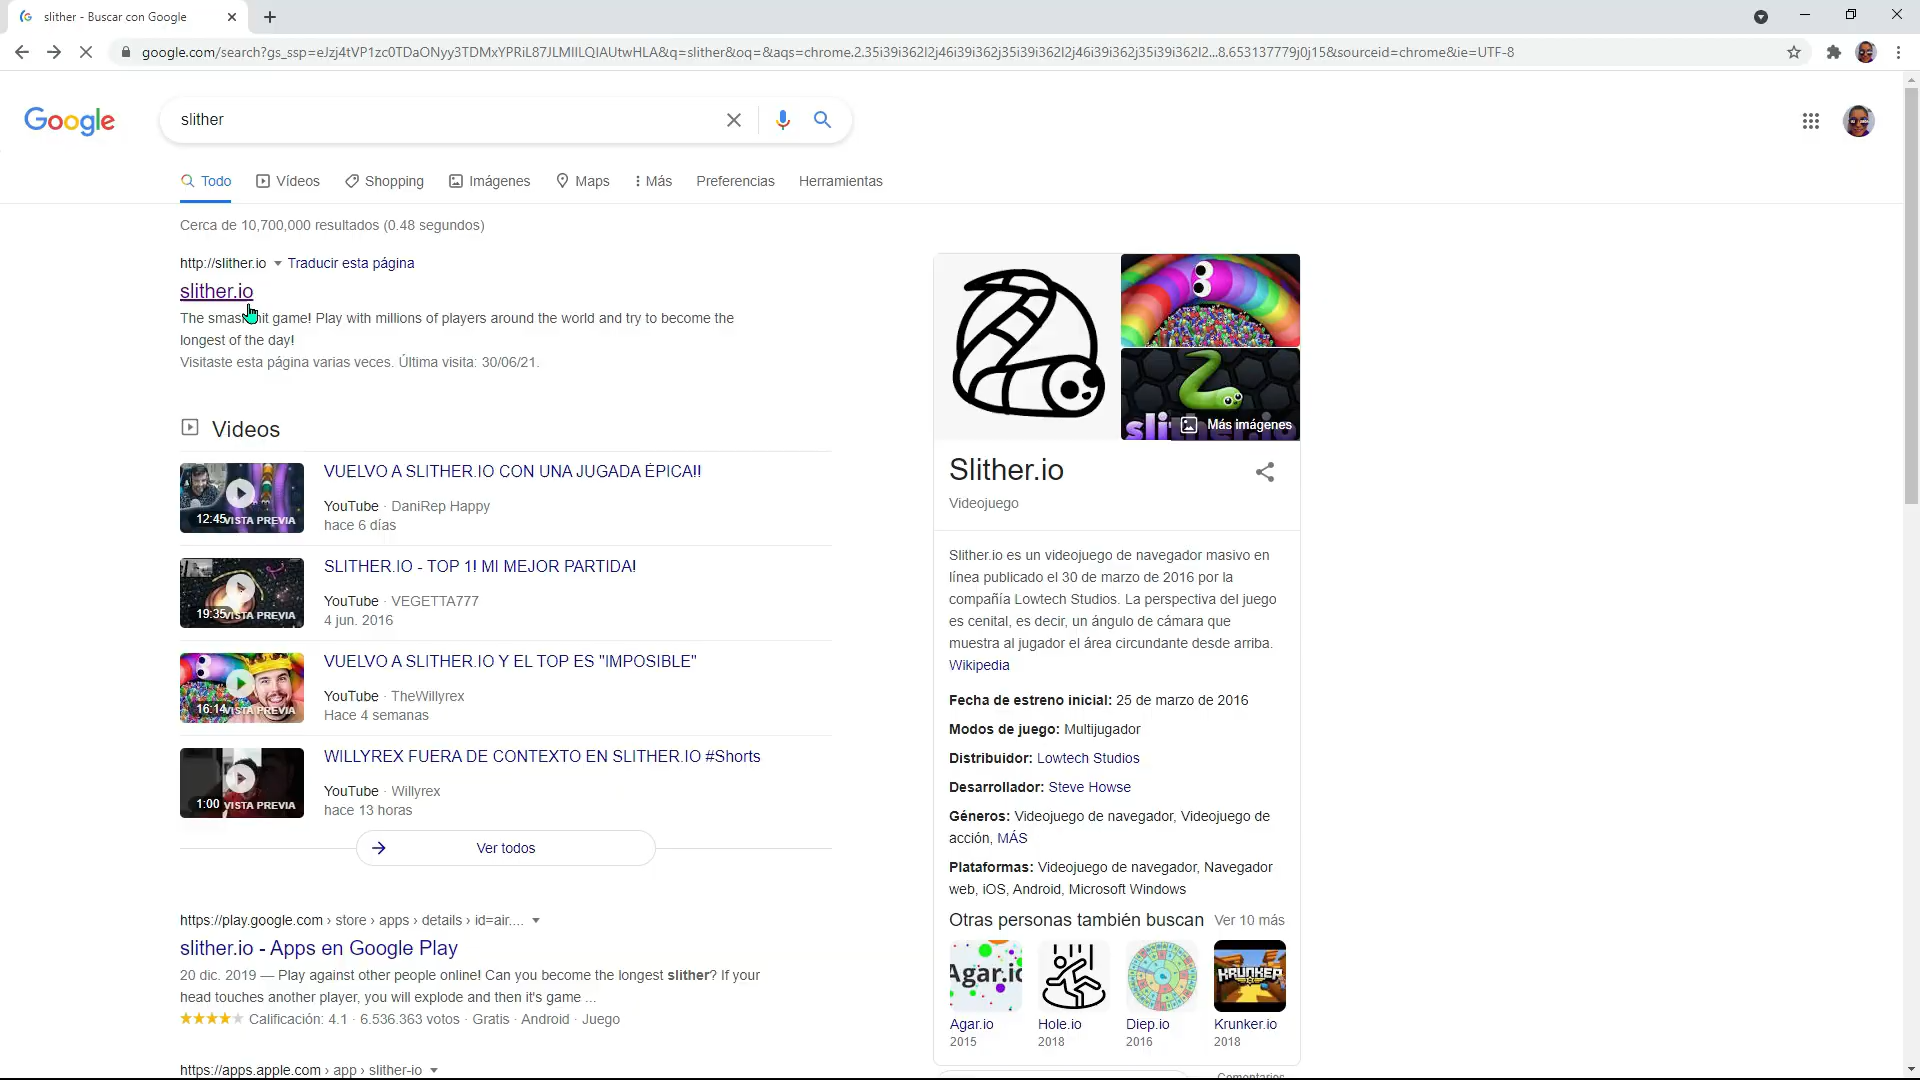 slither - Buscar con Google
google.com/search?gs_ssp=eJzj4tVP1zc0TDaONyy3TDMxYPRiL87JLMlILQIAUtwHLA&q=slither&oq=&aqs=chrome.2.35i39i362l2j46i39i362j35i39i362l2j46i39i362j35i39i362l2...8.653137779j0j15&sourceid=chrome&ie=UTF-8
Google
slither
Todo
Vídeos
Shopping
Imágenes
Maps
Más
Preferencias
Herramientas
Cerca de 10,700,000 resultados (0.48 segundos)
http://slither.io Traducir esta página
slither.io
The smash hit game! Play with millions of players around the world and try to become the
longest of the day!
Visitaste esta página varias veces. Última visita: 30/06/21.
Videos
VUELVO A SLITHER.IO CON UNA JUGADA ÉPICA!!
YouTube · DaniRep Happy
hace 6 días
12:45
VISTA PREVIA
SLITHER.IO - TOP 1! MI MEJOR PARTIDA!
YouTube · VEGETTA777
4 jun. 2016
19:35
VISTA PREVIA
VUELVO A SLITHER.IO Y EL TOP ES "IMPOSIBLE"
YouTube · TheWillyrex
Hace 4 semanas
16:14
VISTA PREVIA
WILLYREX FUERA DE CONTEXTO EN SLITHER.IO #Shorts
YouTube · Willyrex
hace 13 horas
1:00 VISTA PREVIA
Ver todos
https://play.google.com › store › apps › details › id=air....
slither.io - Apps en Google Play
20 dic. 2019 — Play against other people online! Can you become the longest slither? If your
head touches another player, you will explode and then it's game ...
Calificación: 4.1 · 6.536.363 votos · Gratis · Android · Juego
https://apps.apple.com › app › slither-io
Más imágenes
Slither.io
Videojuego
Slither.io es un videojuego de navegador masivo en
línea publicado el 30 de marzo de 2016 por la
compañía Lowtech Studios. La perspectiva del juego
es cenital, es decir, un ángulo de cámara que
muestra al jugador el área circundante desde arriba.
Wikipedia
Fecha de estreno inicial: 25 de marzo de 2016
Modos de juego: Multijugador
Distribuidor: Lowtech Studios
Desarrollador: Steve Howse
Géneros: Videojuego de navegador, Videojuego de
acción, MÁS
Plataformas: Videojuego de navegador, Navegador
web, iOS, Android, Microsoft Windows
Otras personas también buscan Ver 10 más
Agar.io
KRUNKER
Agar.io
2015
Hole.io
2018
Diep.io
2016
Krunker.io
2018
Comentarios